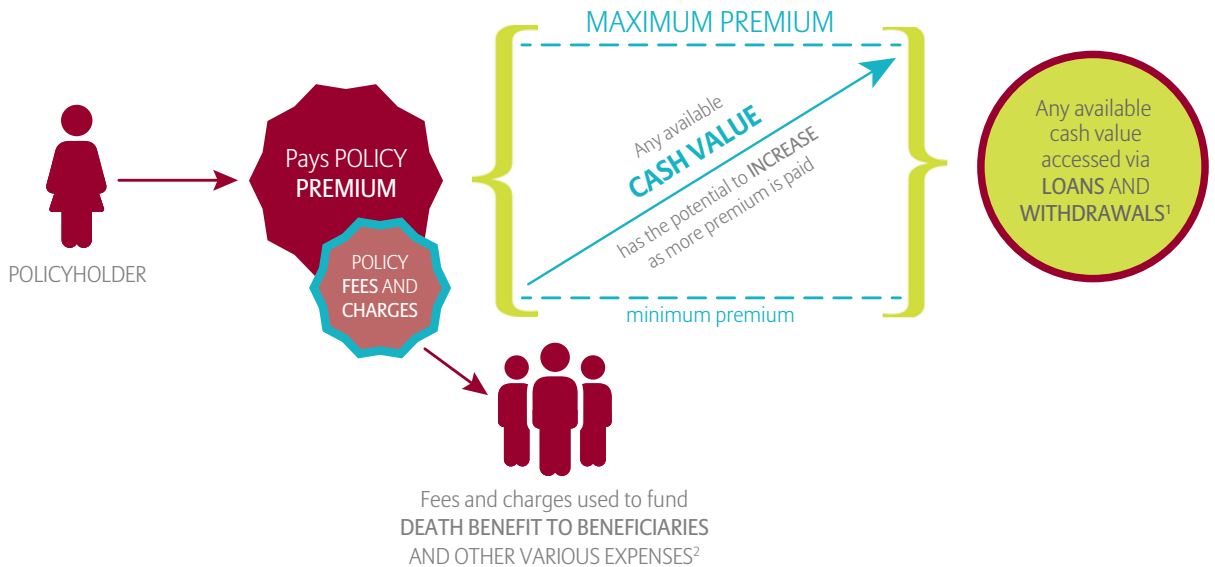 POLICYHOLDER
Pays POLICY
PREMIUM
POLICY
FEES AND
CHARGES
Fees and charges used to fund
DEATH BENEFIT TO BENEFICIARIES
AND OTHER VARIOUS EXPENSES²
MAXIMUM PREMIUM
Any available
CASH VALUE
has the potential to INCREASE
as more premium is paid
minimum premium
Any available
cash value
accessed via
LOANS AND
WITHDRAWALS¹